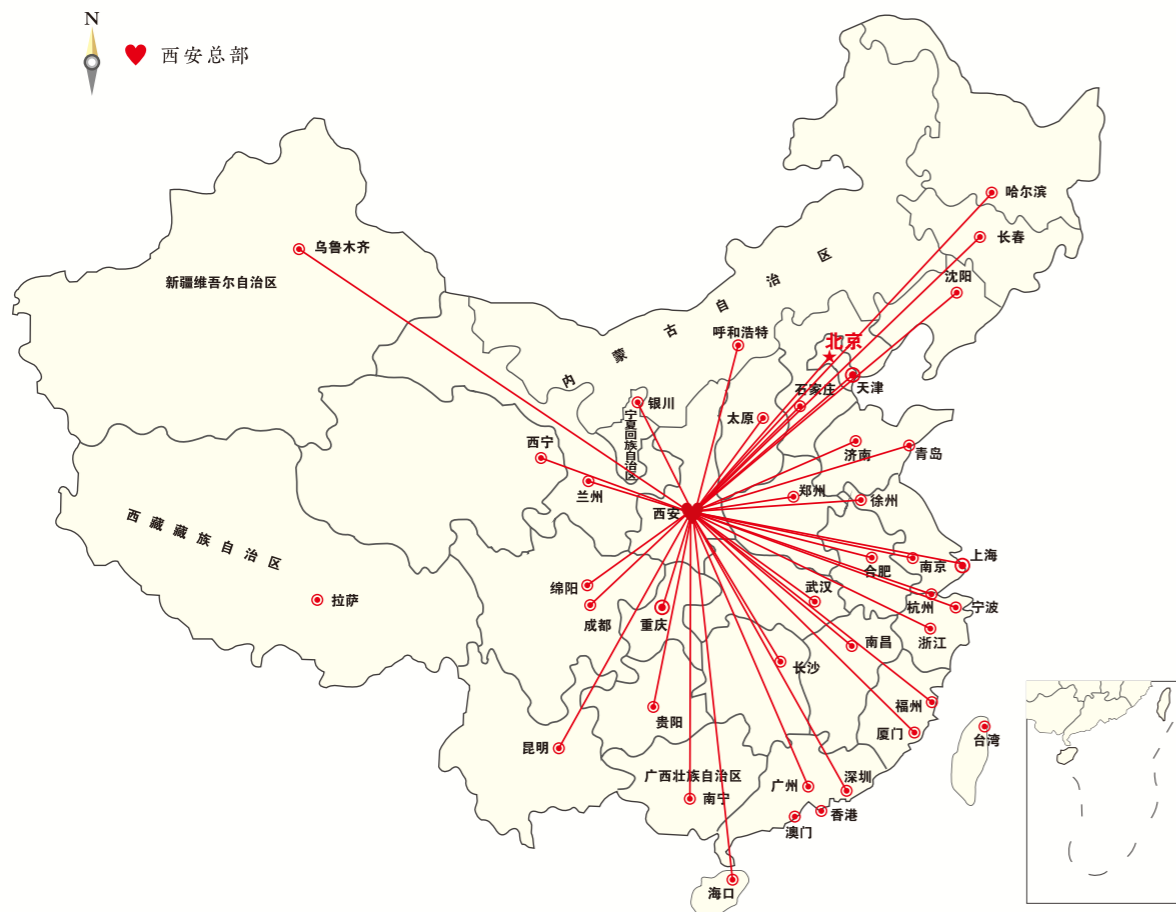 N
西安总部
哈尔滨
长春
沈阳
乌鲁木齐
新疆维吾尔自治区
内蒙古自治区
呼和浩特
北京
天津
石家庄
银川
太原
宁夏回族自治区
西宁
济南
青岛
兰州
郑州
徐州
西安
西藏藏族自治区
上海
合肥
南京
绵阳
武汉
杭州
宁波
拉萨
成都
重庆
浙江
南昌
长沙
福州
贵阳
厦门
台湾
昆明
广西壮族自治区
深圳
广州
南宁
香港
澳门
海口